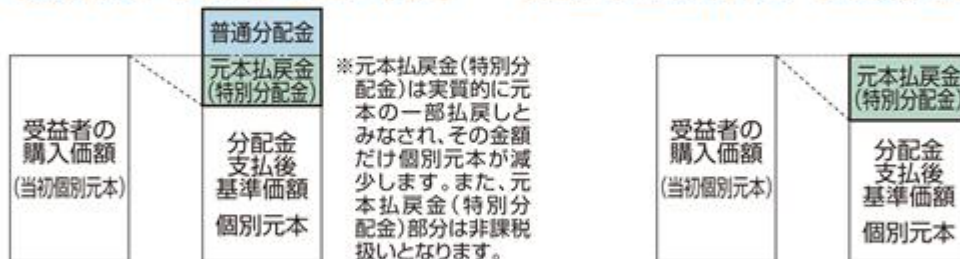 普通分配金
元本払戻金
(特別分配金)
受益者の
購入価額
(当初個別元本)
分配金
支払後
基準価額
個別元本
※元本払戻金(特別分
配金)は実質的に元
本の一部払戻しと
みなされ、その金額
だけ個別元本が減
少します。また、元
本払戻金(特別分
配金)部分は非課税
扱いとなります。
受益者の
購入価額
(当初個別元本)
元本払戻金
(特別分配金)
分配金
支払後
基準価額
個別元本